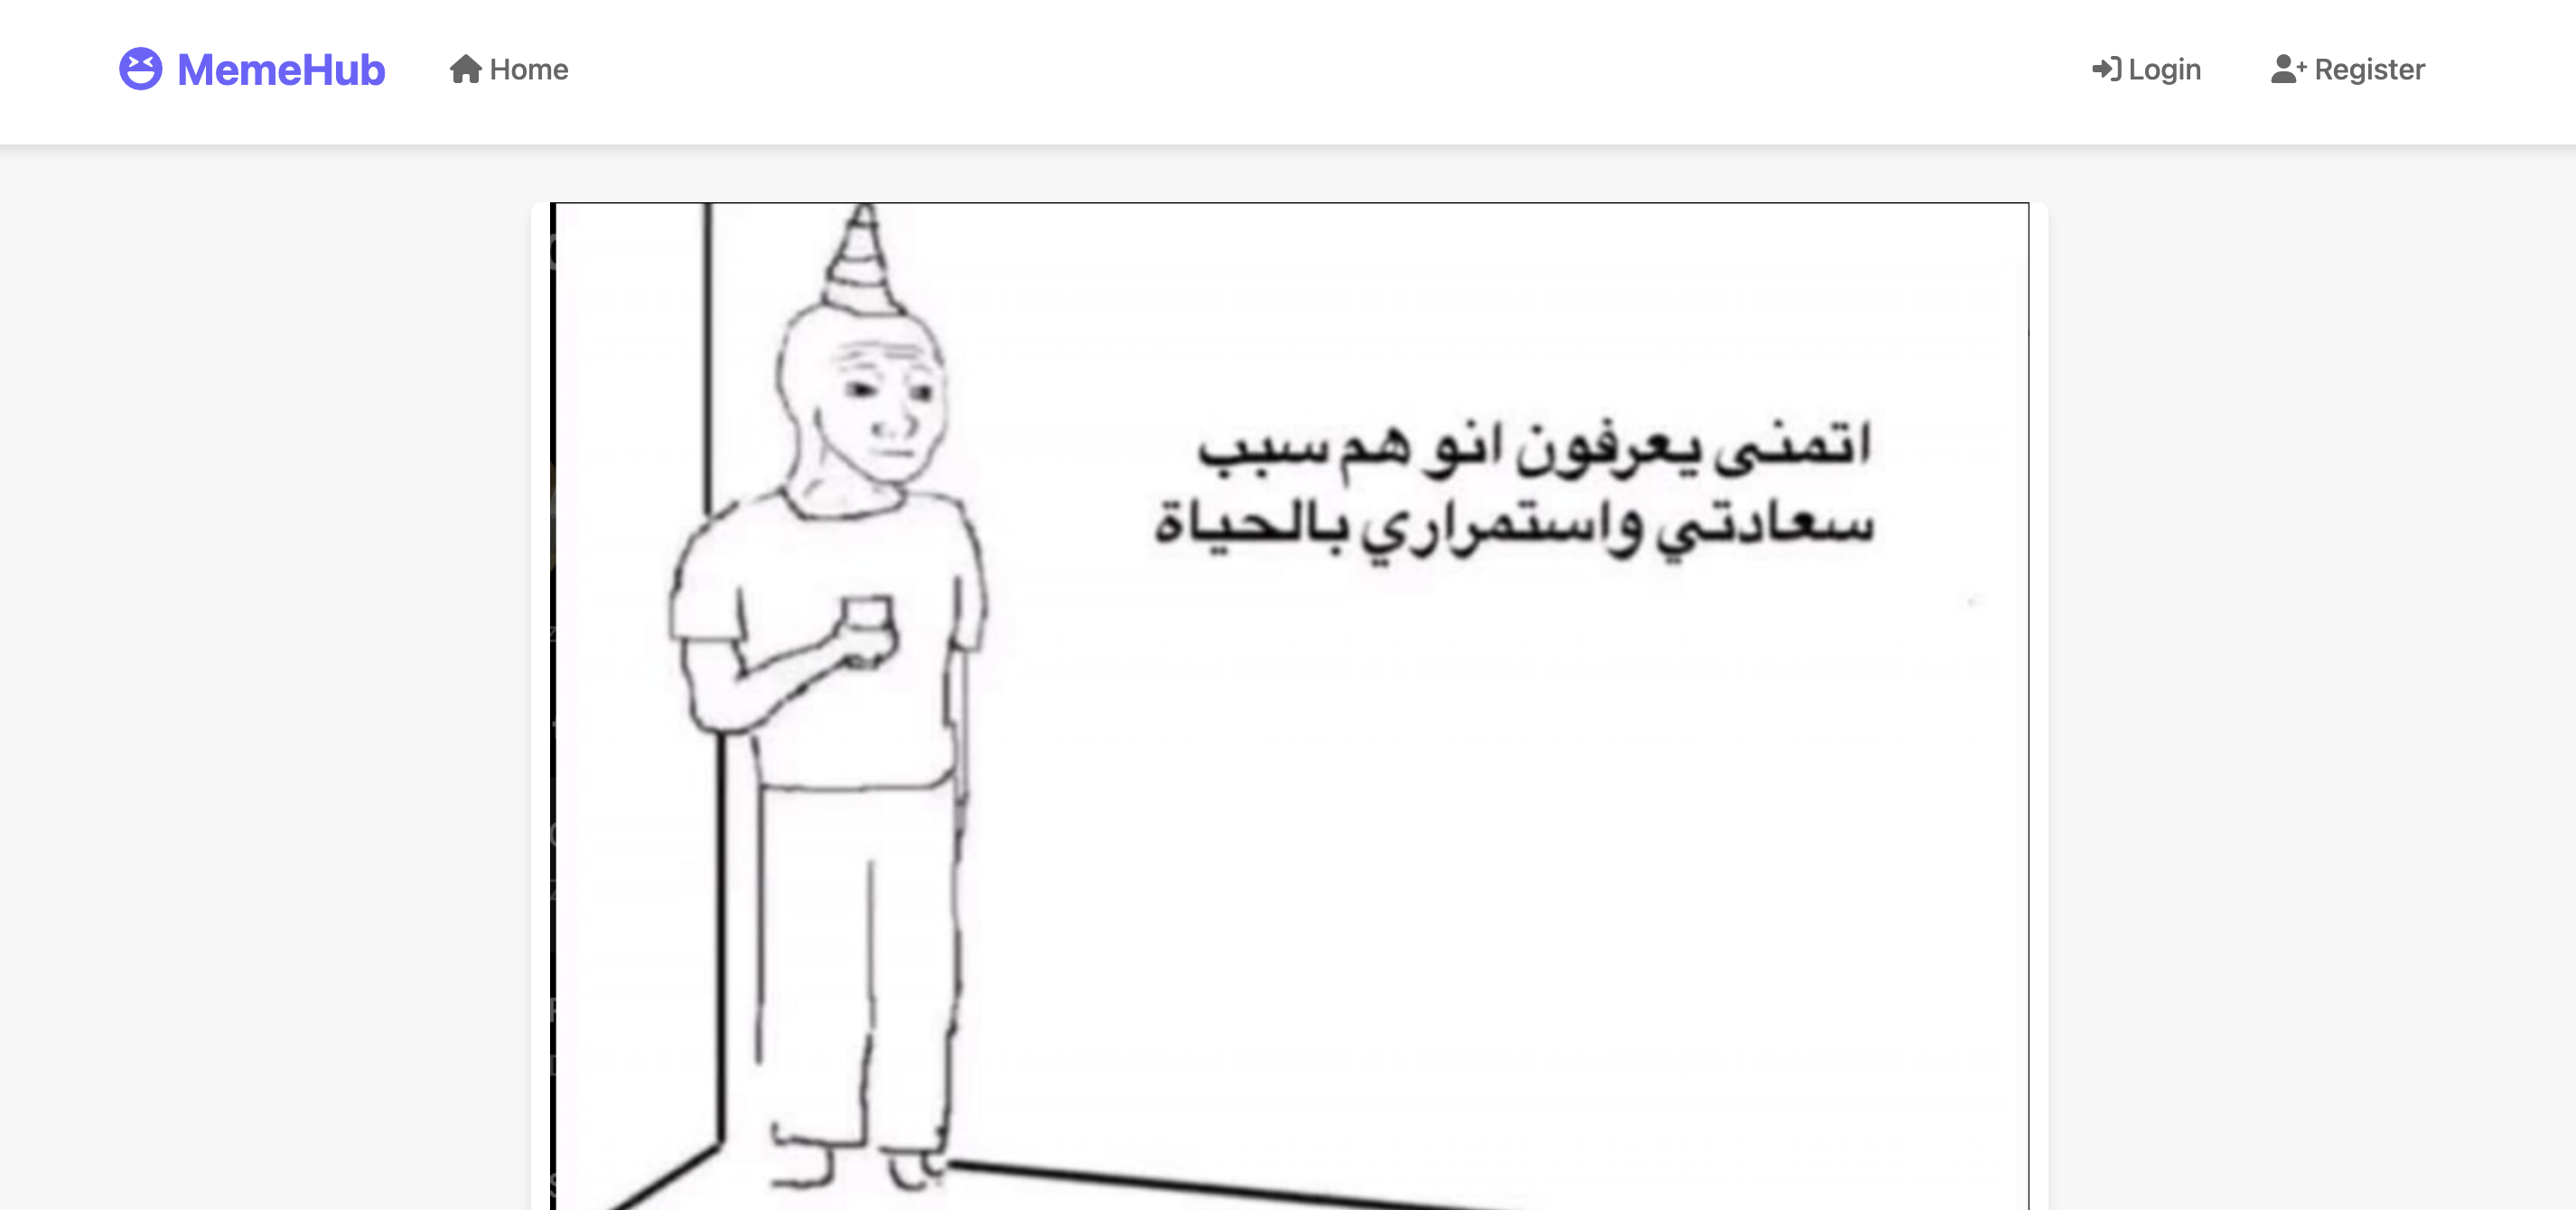 MemeHub
Home
Login
Register
اتمنى يعرفون انو هم سبب
سعادتي واستمراري بالحياة